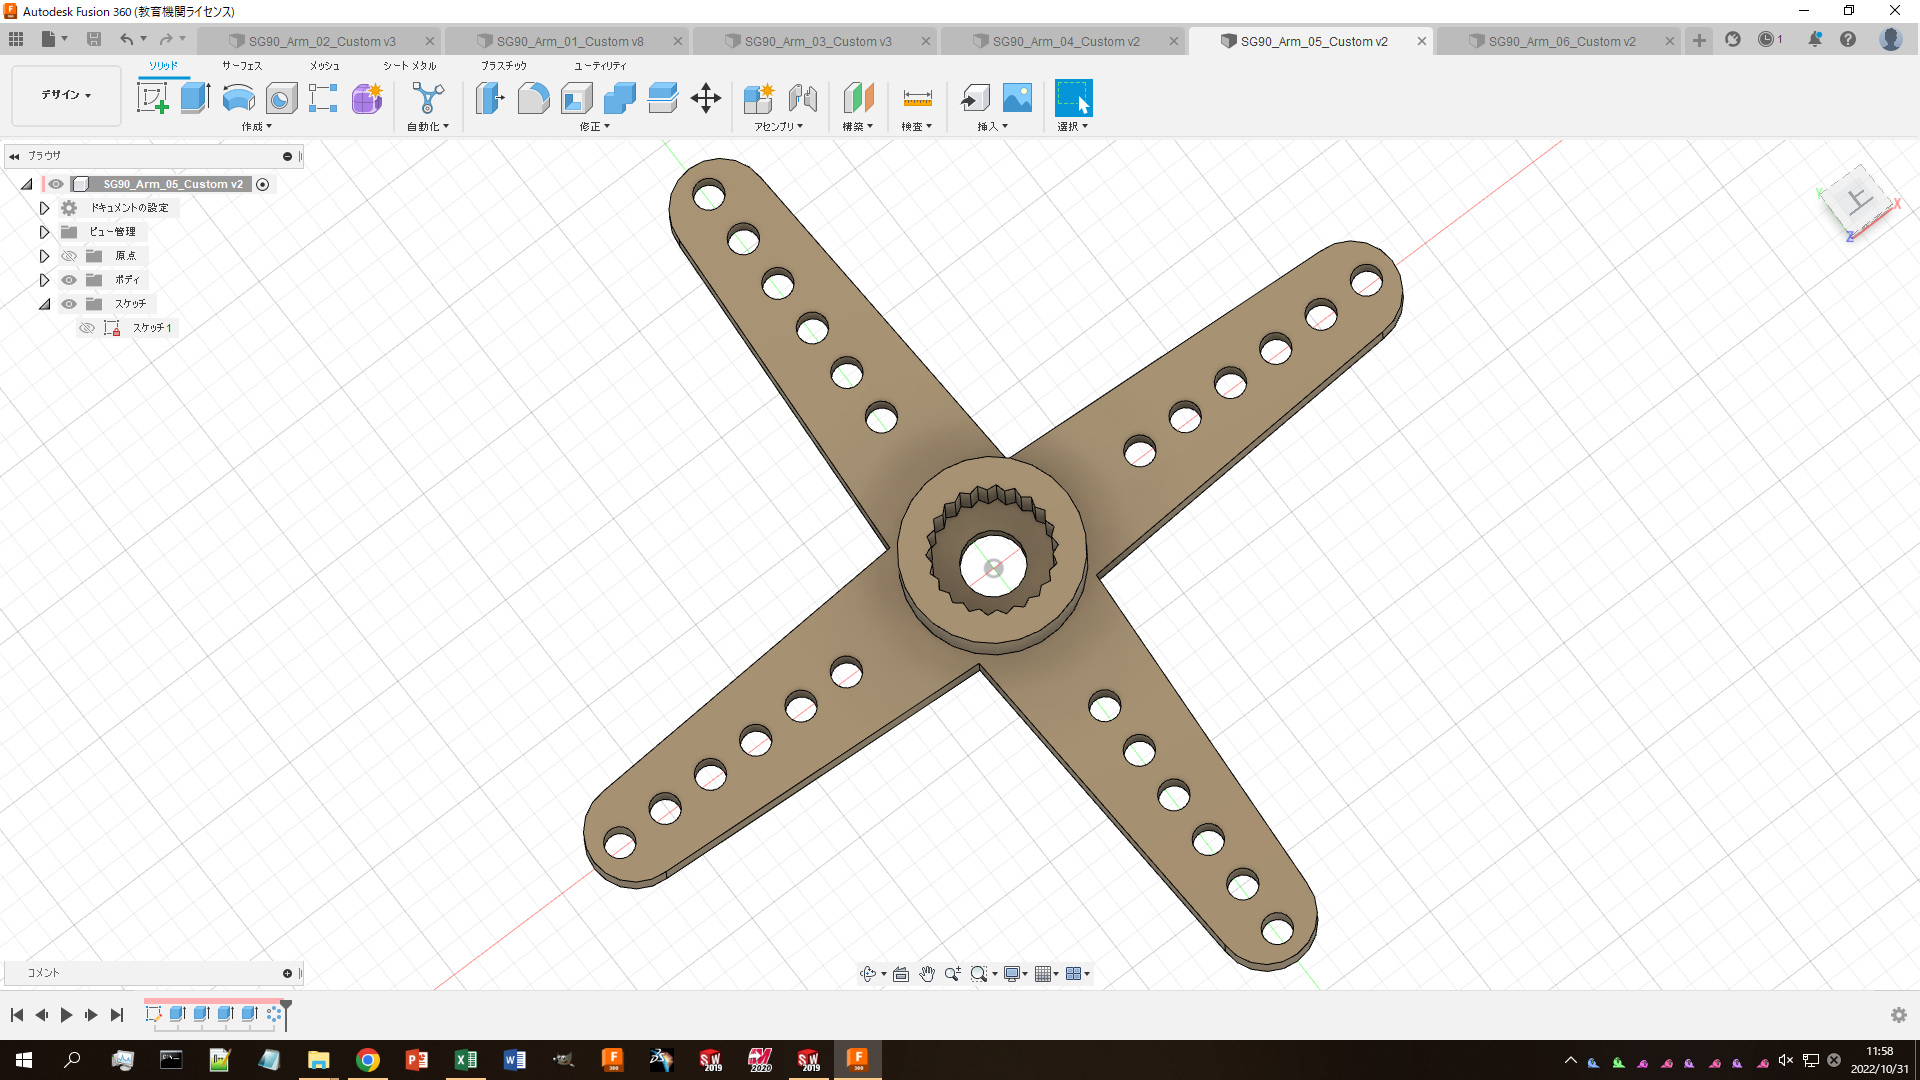 Autodesk Fusion 360 (教育機関ライセンス)
SG90_Arm_02_Custom v3
SG90_Arm_01_Custom v8
SG90_Arm_03_Custom v3
SG90_Arm_04_Custom v2
SG90_Arm_05_Custom v2
SG90_Arm_06_Custom v2
1
ソリッド
サーフェス
メッシュ
シート メタル
プラスチック
ユーティリティ
デザイン
作成
自動化
修正
アセンブリ
構築
検査
挿入
選択
ブラウザ
SG90_Arm_05_Custom v2
ドキュメントの設定
ビュー管理
原点
ボディ
スケッチ
スケッチ1
上
Y
X
Z
コメント
11:58
2022/10/31